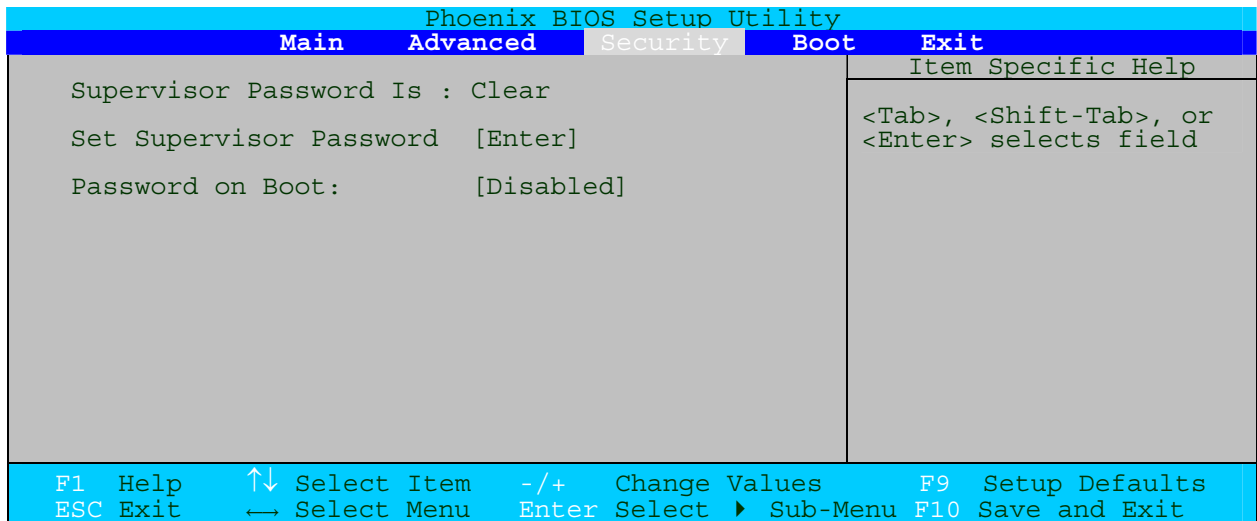 Phoenix BIOS Setup Utility
Main Advanced Security Boot Exit
Item Specific Help
Supervisor Password Is : Clear
Set Supervisor Password [Enter]
Password on Boot: [Disabled]
<Tab>, <Shift-Tab>, or
<Enter> selects field
F1 Help ↑↓ Select Item -/+ Change Values F9 Setup Defaults
ESC Exit ←→ Select Menu Enter Select ▶ Sub-Menu F10 Save and Exit